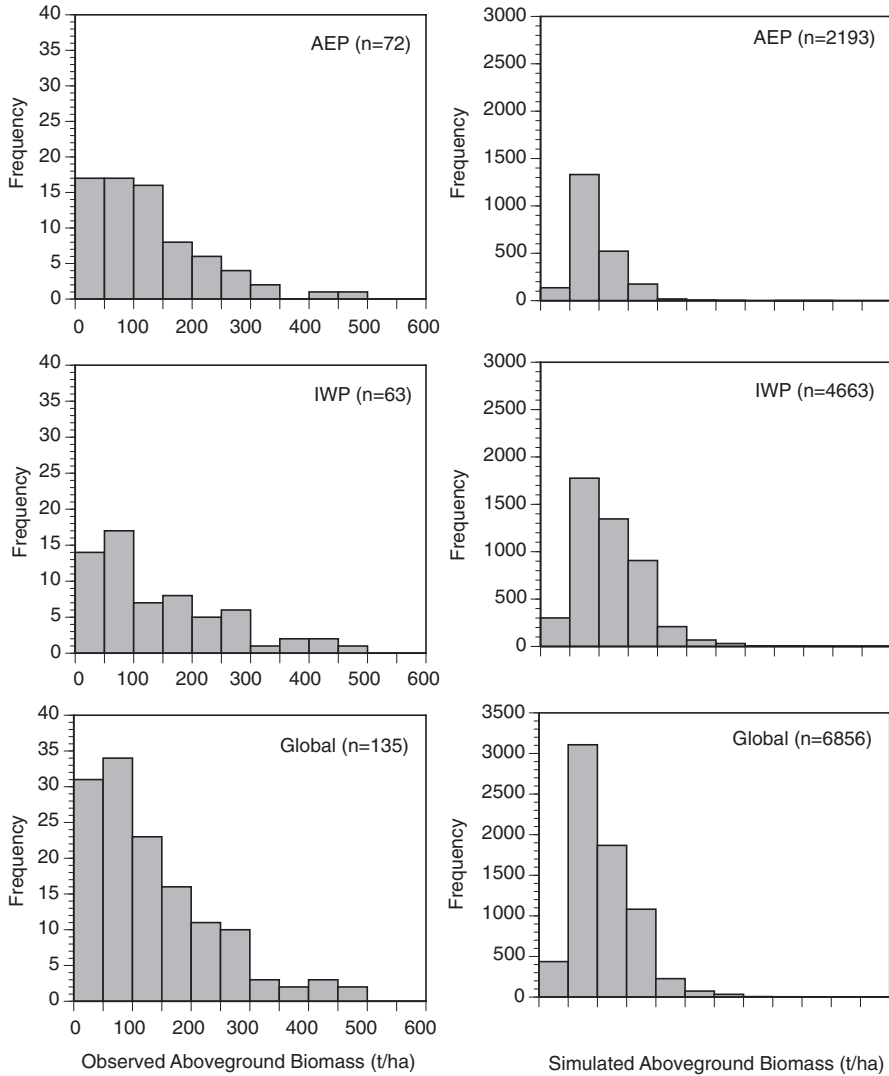 40
35
30
25
20
15
10
5
0
Frequency
AEP (n=72)
0 100 200 300 400 500 600
3000
2500
2000
1500
1000
500
0
Frequency
AEP (n=2193)
40
35
30
25
20
15
10
5
0
Frequency
IWP (n=63)
0 100 200 300 400 500 600
3000
2500
2000
1500
1000
500
0
Frequency
IWP (n=4663)
40
35
30
25
20
15
10
5
0
Frequency
Global (n=135)
0 100 200 300 400 500 600
Observed Aboveground Biomass (t/ha)
3500
3000
2500
2000
1500
1000
500
0
Frequency
Global (n=6856)
Simulated Aboveground Biomass (t/ha)